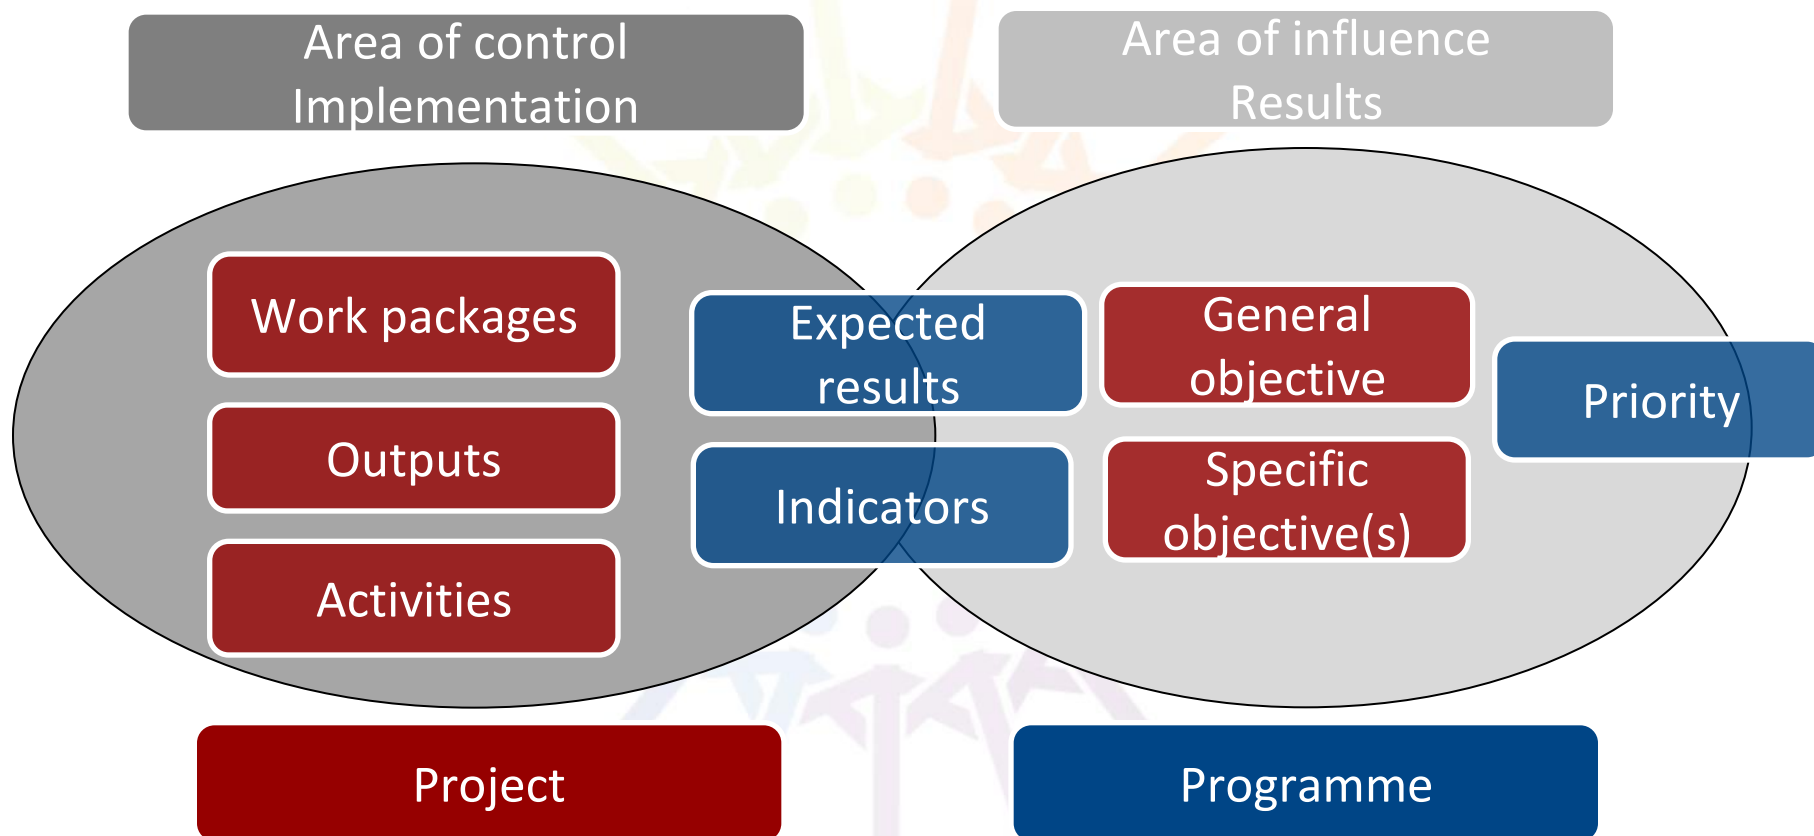 Area of control
Implementation
Area of influence
Results
Work packages
Outputs
Activities
Expected
results
Indicators
General
objective
Specific
objective(s)
Priority
Project
Programme